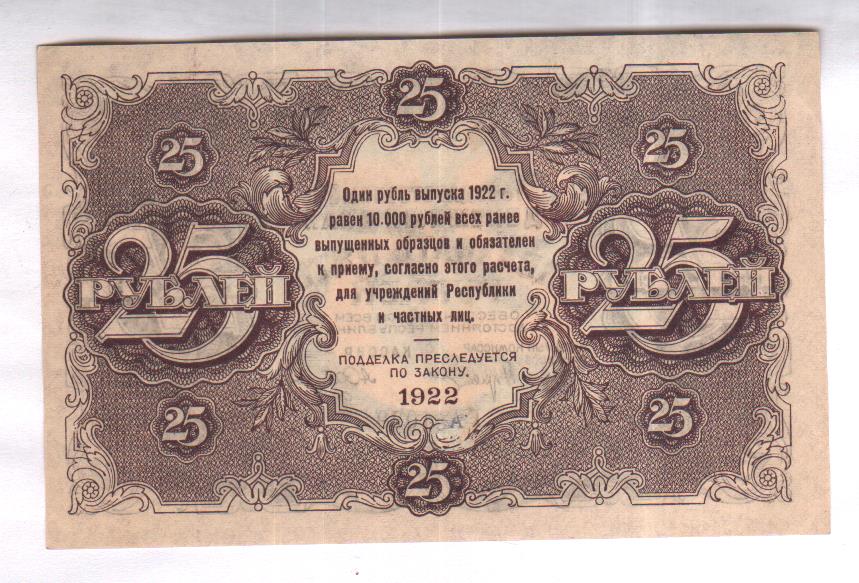 25
25
25
25 РУБЛЕЙ
Один рубль выпуска 1922 г.
равен 10.000 рублей всех ранее
выпущенных образцов и обязателен
к приему, согласно этого расчета,
для учреждений Республики
и частных лиц.
ПОДДЕЛКА ПРЕСЛЕДУЕТСЯ
ПО ЗАКОНУ.
1922
25 РУБЛЕЙ
25
25
25